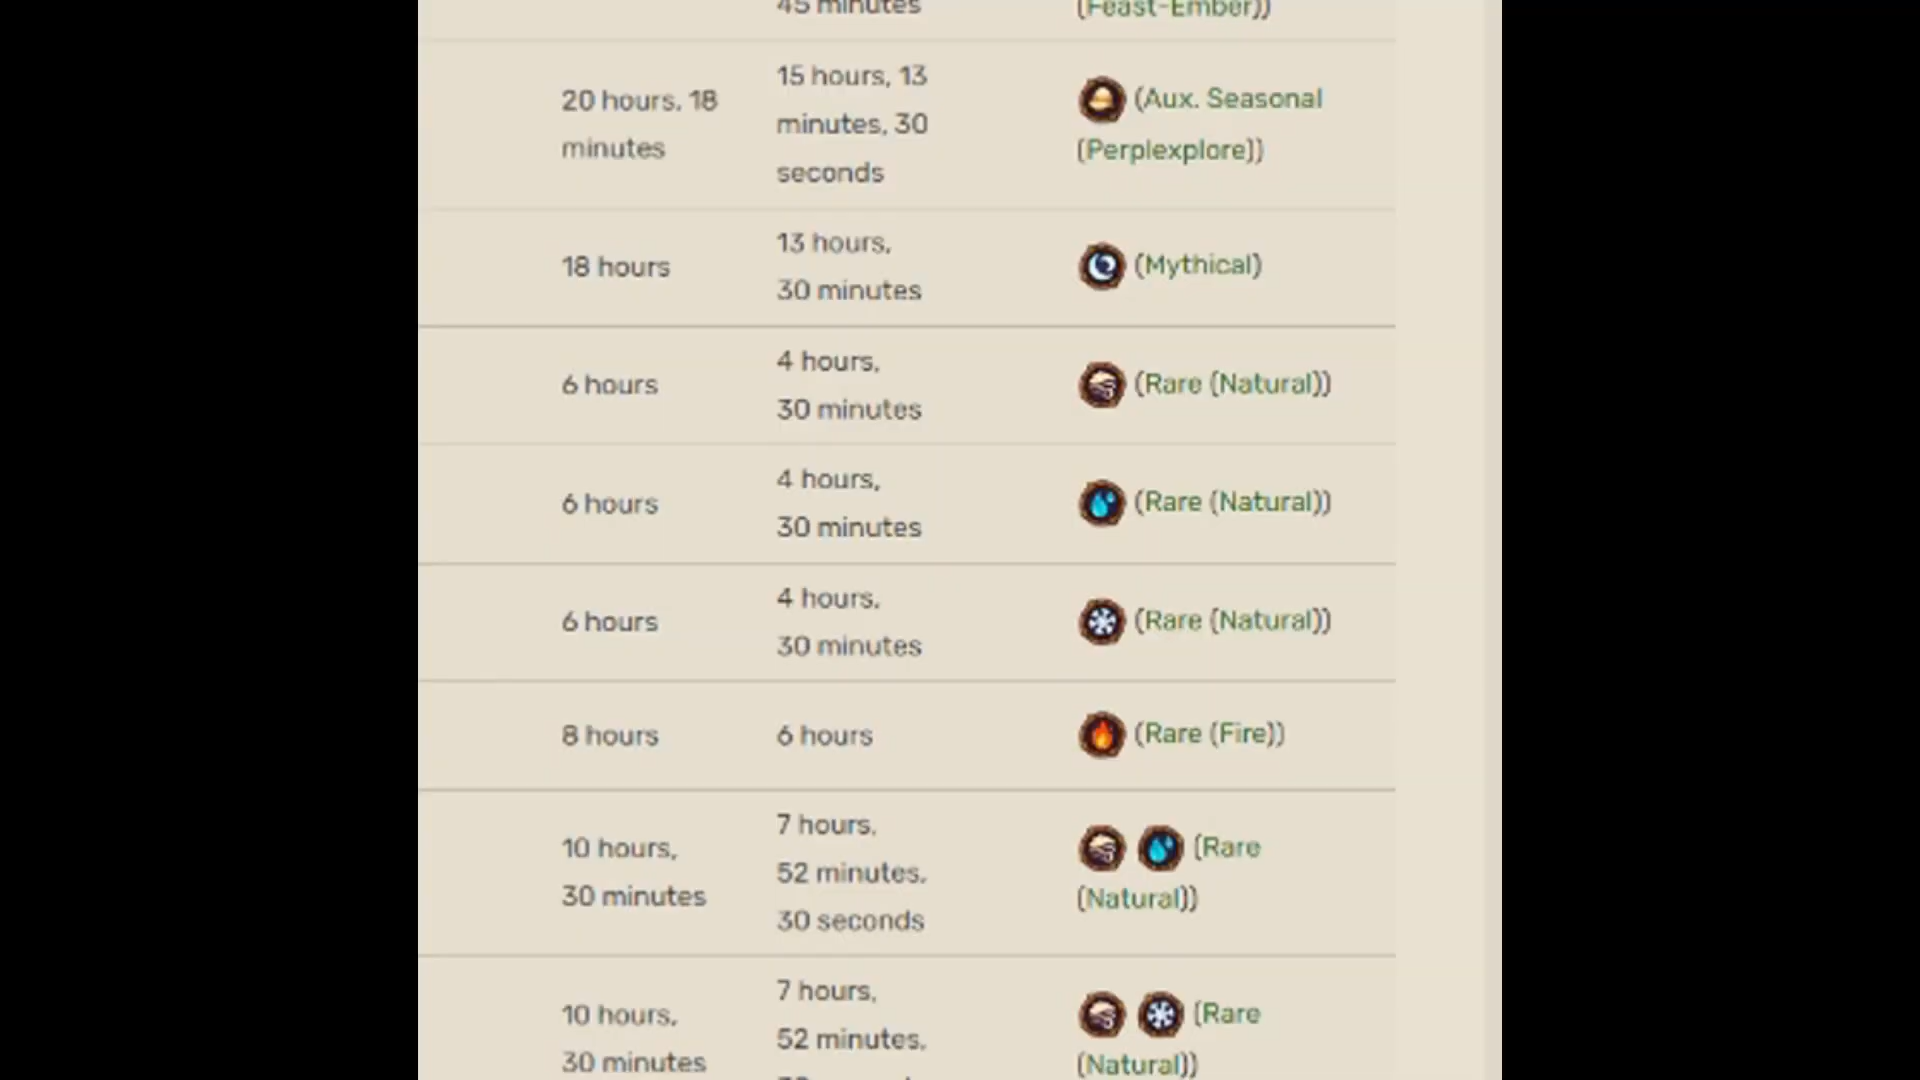 45 minutes
(Feast-Ember))
20 hours, 18
minutes
15 hours, 13
minutes, 30
seconds
(Aux. Seasonal
(Perplexplore))
18 hours
13 hours,
30 minutes
(Mythical)
6 hours
4 hours,
30 minutes
(Rare (Natural))
6 hours
4 hours,
30 minutes
(Rare (Natural))
6 hours
4 hours,
30 minutes
(Rare (Natural))
8 hours
6 hours
(Rare (Fire))
10 hours,
30 minutes
7 hours,
52 minutes,
30 seconds
(Rare
(Natural))
10 hours,
30 minutes
7 hours,
52 minutes,
(Rare
(Natural))